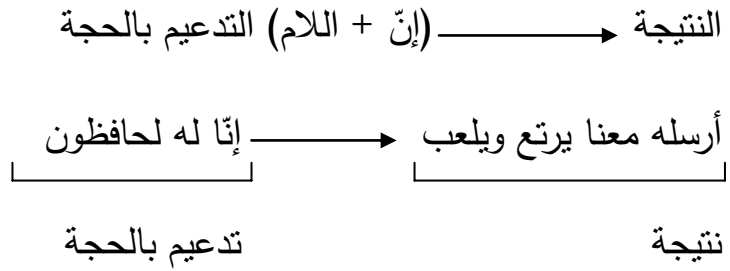 النتيجة (إنّ + اللام) التدعيم بالحجة
أرسله معنا يرتع ويلعب إنّا له لحافظون
نتيجة تدعيم بالحجة